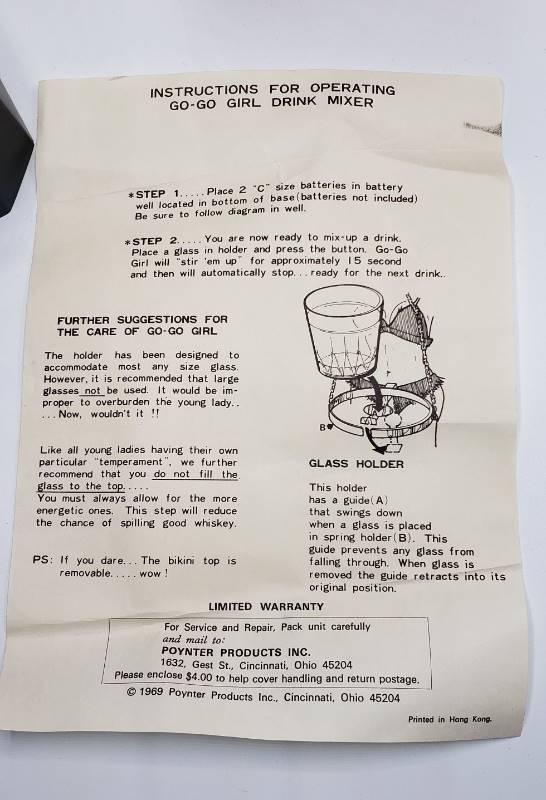 INSTRUCTIONS FOR OPERATING
GO-GO GIRL DRINK MIXER
*STEP 1..... Place 2 "C" size batteries in battery
well located in bottom of base(batteries not included)
Be sure to follow diagram in well.
*STEP 2..... You are now ready to mix-up a drink.
Place a glass in holder and press the button. Go-Go
Girl will "stir 'em up" for approximately 15 second
and then will automatically stop...ready for the next drink..
FURTHER SUGGESTIONS FOR
THE CARE OF GO-GO GIRL
The holder has been designed to
accommodate most any size glass.
However, it is recommended that large
glasses not be used. It would be im-
proper to overburden the young lady..
...Now, wouldn't it !!
Like all young ladies having their own
particular "temperament", we further
recommend that you do not fill the
glass to the top.....
You must always allow for the more
energetic ones. This step will reduce
the chance of spilling good whiskey.
PS: If you dare... The bikini top is
removable..... wow !
B
GLASS HOLDER
This holder
has a guide(A)
that swings down
when a glass is placed
in spring holder(B). This
guide prevents any glass from
falling through. When glass is
removed the guide retracts into its
original position.
LIMITED WARRANTY
For Service and Repair, Pack unit carefully
and mail to:
POYNTER PRODUCTS INC.
1632, Gest St., Cincinnati, Ohio 45204
Please enclose $4.00 to help cover handling and return postage.
© 1969 Poynter Products Inc., Cincinnati, Ohio 45204
Printed in Hong Kong.